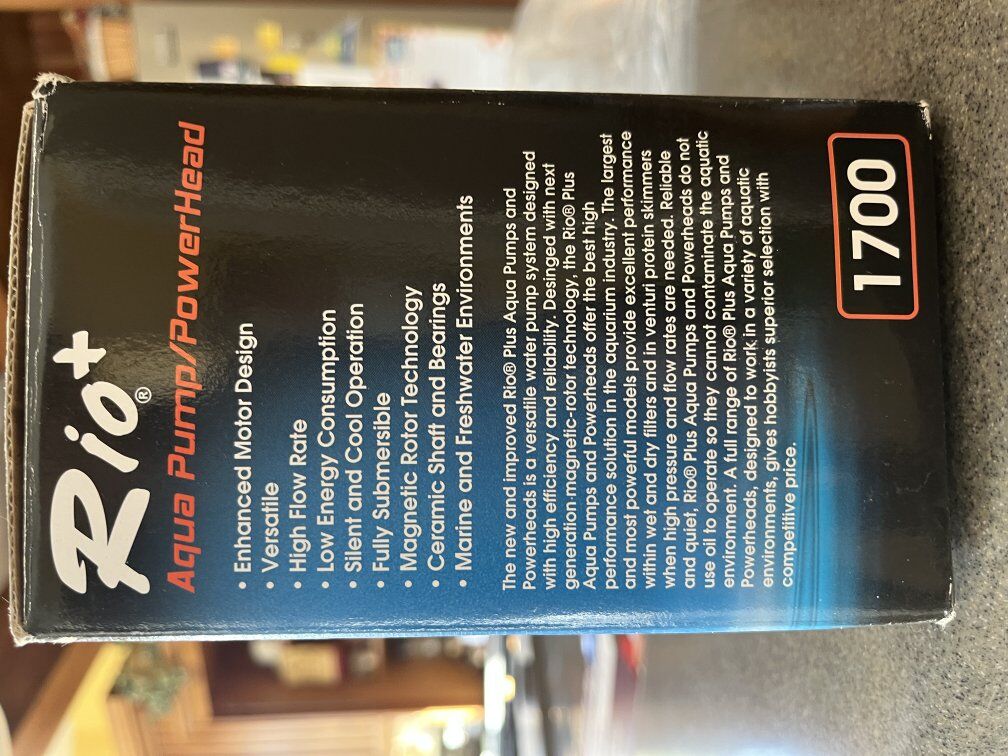 Rio®+
Aqua Pump/PowerHead
• Enhanced Motor Design
• Versatile
• High Flow Rate
• Low Energy Consumption
• Silent and Cool Operation
• Fully Submersible
• Magnetic Rotor Technology
• Ceramic Shaft and Bearings
• Marine and Freshwater Environments
The new and improved Rio® Plus Aqua Pumps and
Powerheads is a versatile water pump system designed
with high efficiency and reliability. Desinged with next
generation magnetic-rotor technology, the Rio® Plus
Aqua Pumps and Powerheads offer the best high
performance solution in the aquarium industry. The largest
and most powerful models provide excellent performance
within wet and dry filters and in venturi protein skimmers
when high pressure and flow rates are needed. Reliable
and quiet, Rio® Plus Aqua Pumps and Powerheads do not
use oil to operate so they cannot contaminate the aquatic
environment. A full range of Rio® Plus Aqua Pumps and
Powerheads, designed to work in a variety of aquatic
environments, gives hobbyists superior selection with
competitive price.
1700